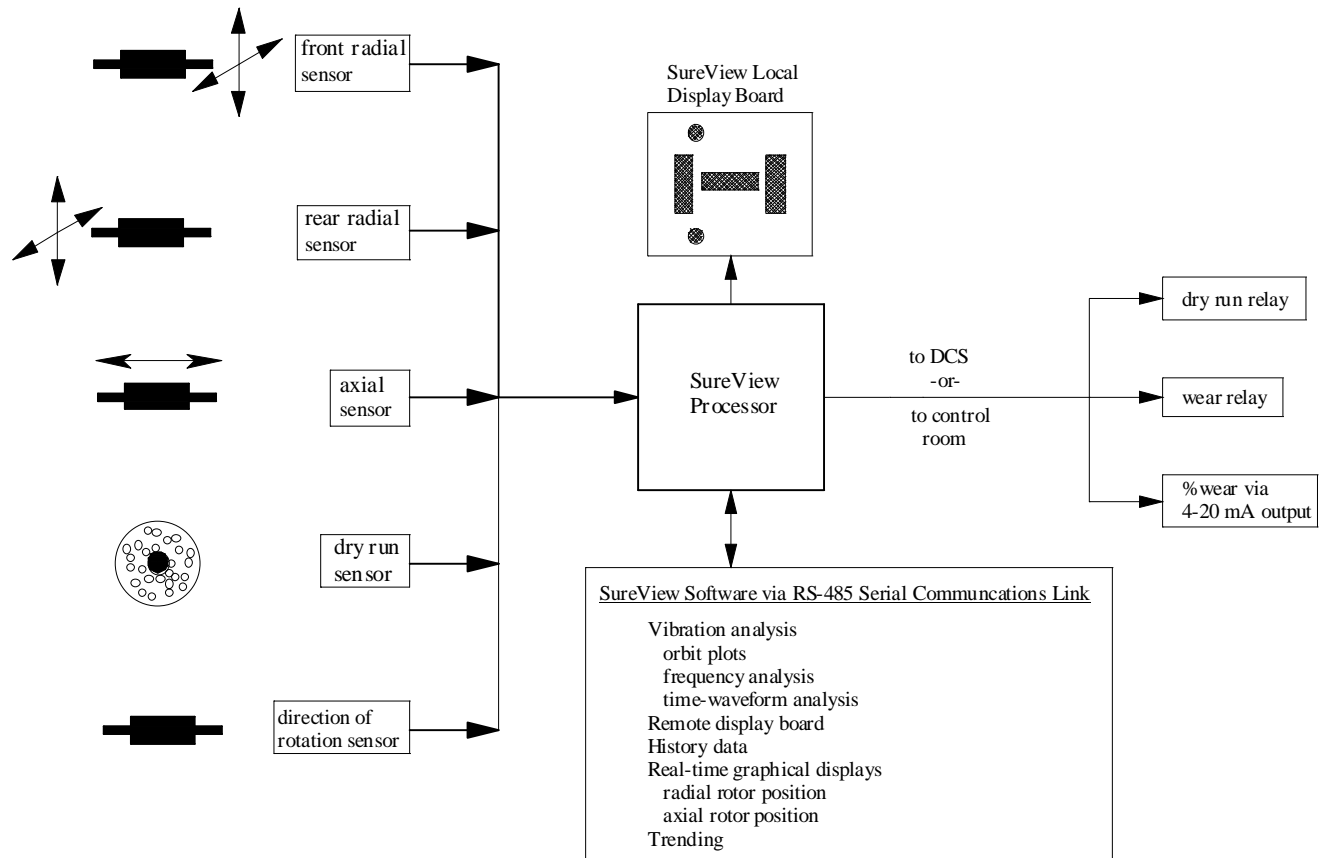 front radial
sensor
SureView Local
Display Board
rear radial
sensor
axial
sensor
SureView
Processor
to DCS
-or-
to control
room
dry run relay
wear relay
%wear via
4-20 mA output
dry run
sensor
direction of
rotation sensor
SureView Software via RS-485 Serial Communcations Link
Vibration analysis
orbit plots
frequency analysis
time-waveform analysis
Remote display board
History data
Real-time graphical displays
radial rotor position
axial rotor position
Trending